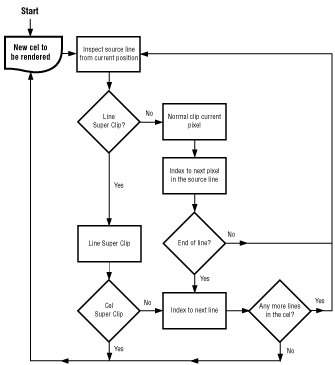 Start
New cel to
be rendered
Inspect source line
from current position
Line
Super Clip?
No
Normal clip current
pixel
Index to next pixel
in the source line
Yes
End of line?
No
Line Super Clip
Yes
Cel
Super Clip
No
Index to next line
Any more lines
in the cel?
Yes
Yes
No